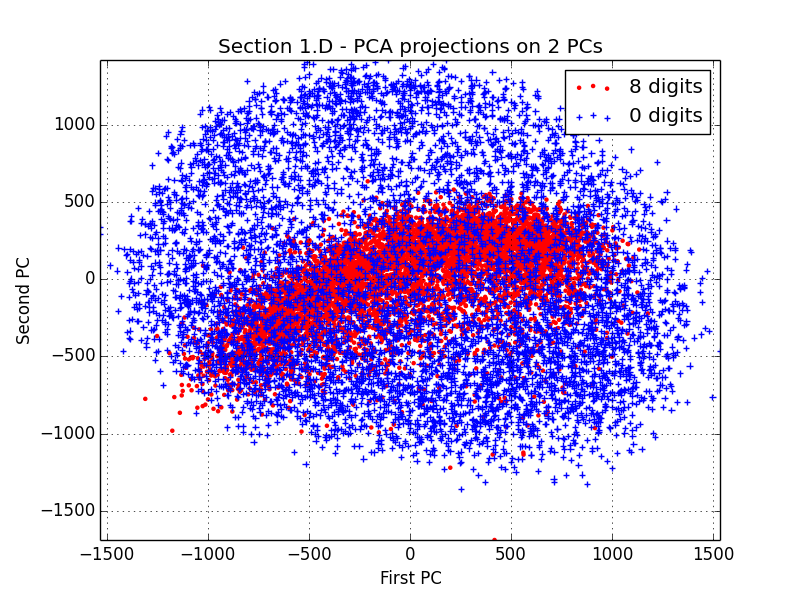 Section 1.D - PCA projections on 2 PCs
8 digits
0 digits
1000
500
0
−500
−1000
−1500
Second PC
−1500 −1000 −500 0 500 1000 1500
First PC